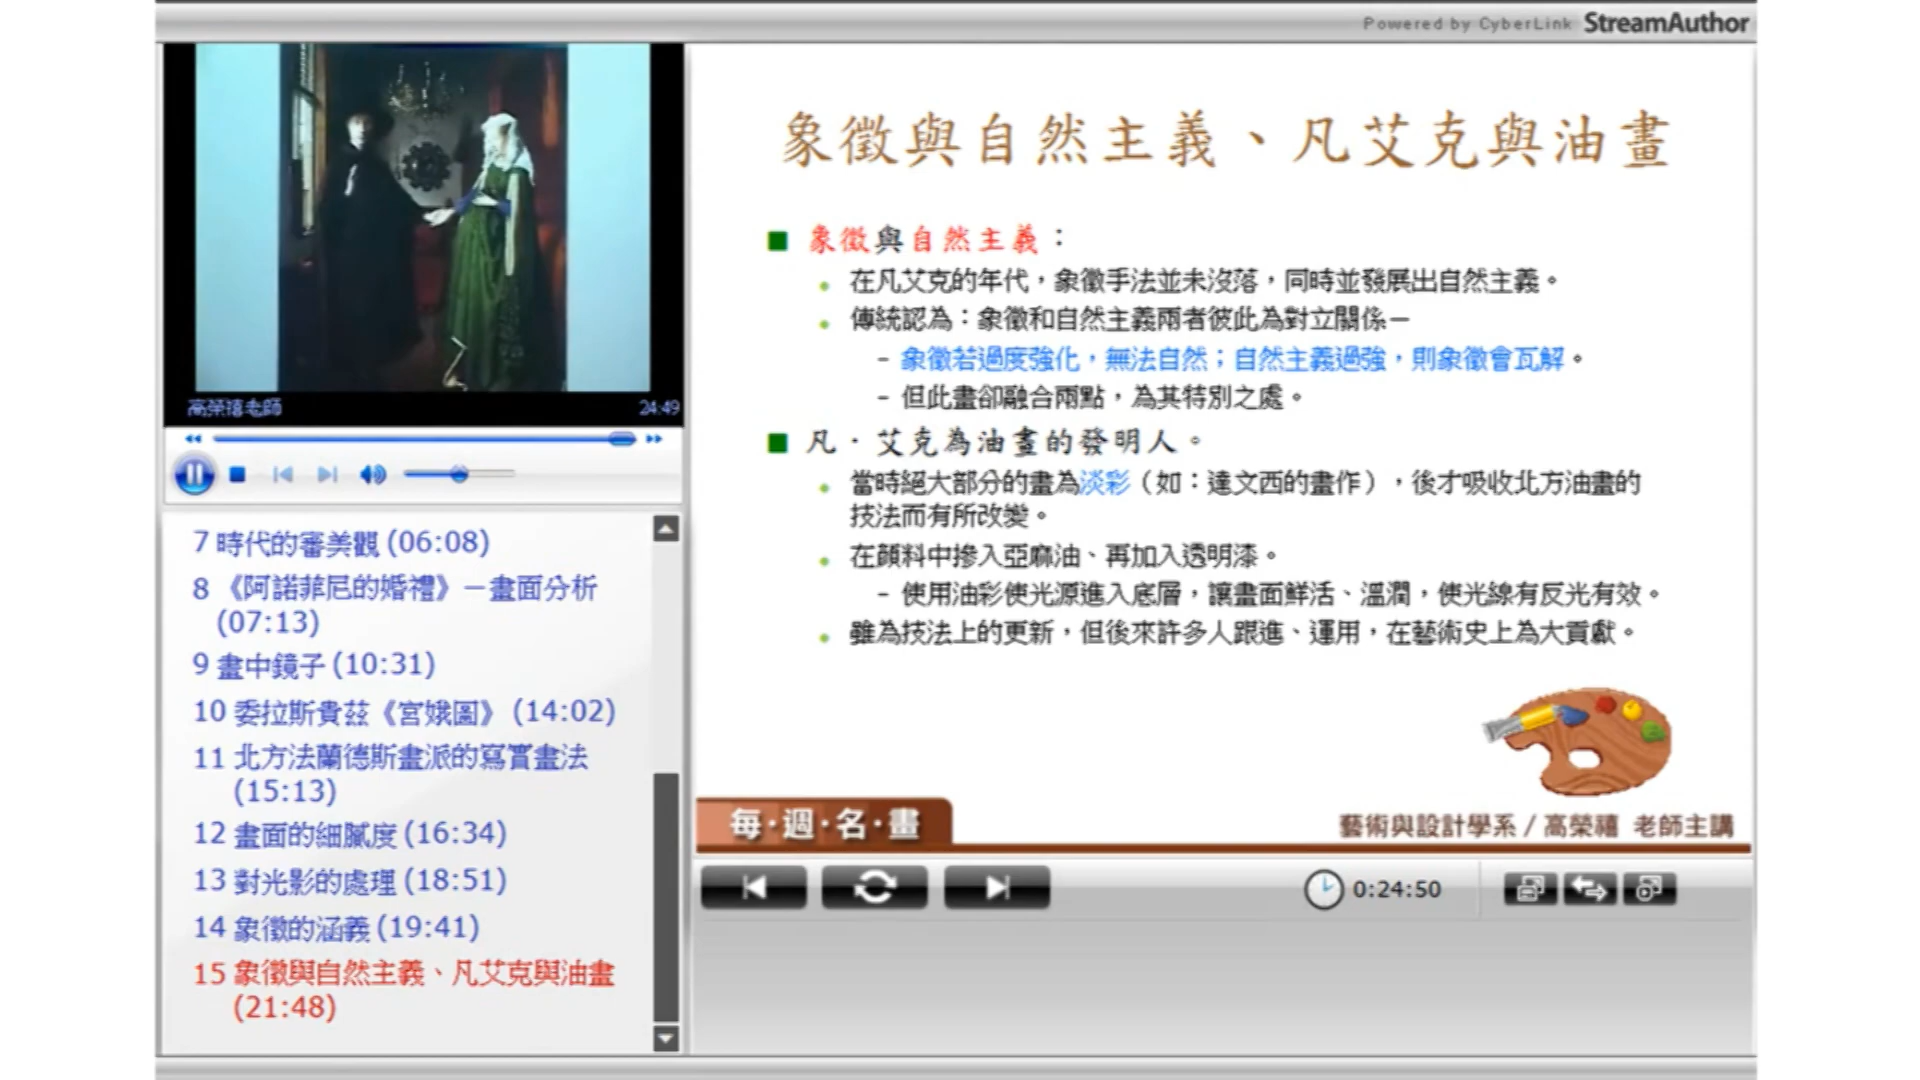 Powered by CyberLink StreamAuthor
高榮禧老師
24:49
7 時代的審美觀 (06:08)
8 《阿諾菲尼的婚禮》－畫面分析
(07:13)
9 畫中鏡子 (10:31)
10 委拉斯貴茲《宮娥圖》 (14:02)
11 北方法蘭德斯畫派的寫實畫法
(15:13)
12 畫面的細膩度 (16:34)
13 對光影的處理 (18:51)
14 象徵的涵義 (19:41)
15 象徵與自然主義、凡艾克與油畫
(21:48)
象徵與自然主義、凡艾克與油畫
■ 象徵與自然主義：
• 在凡艾克的年代，象徵手法並未沒落，同時並發展出自然主義。
• 傳統認為：象徵和自然主義兩者彼此為對立關係－
－ 象徵若過度強化，無法自然；自然主義過強，則象徵會瓦解。
－ 但此畫卻融合兩點，為其特別之處。
■ 凡．艾克為油畫的發明人。
• 當時絕大部分的畫為淡彩（如：達文西的畫作），後才吸收北方油畫的
技法而有所改變。
• 在顏料中摻入亞麻油、再加入透明漆。
－ 使用油彩使光源進入底層，讓畫面鮮活、溫潤，使光線有反光有效。
• 雖為技法上的更新，但後來許多人跟進、運用，在藝術史上為大貢獻。
每‧週‧名‧畫
藝術與設計學系 / 高榮禧 老師主講
0:24:50